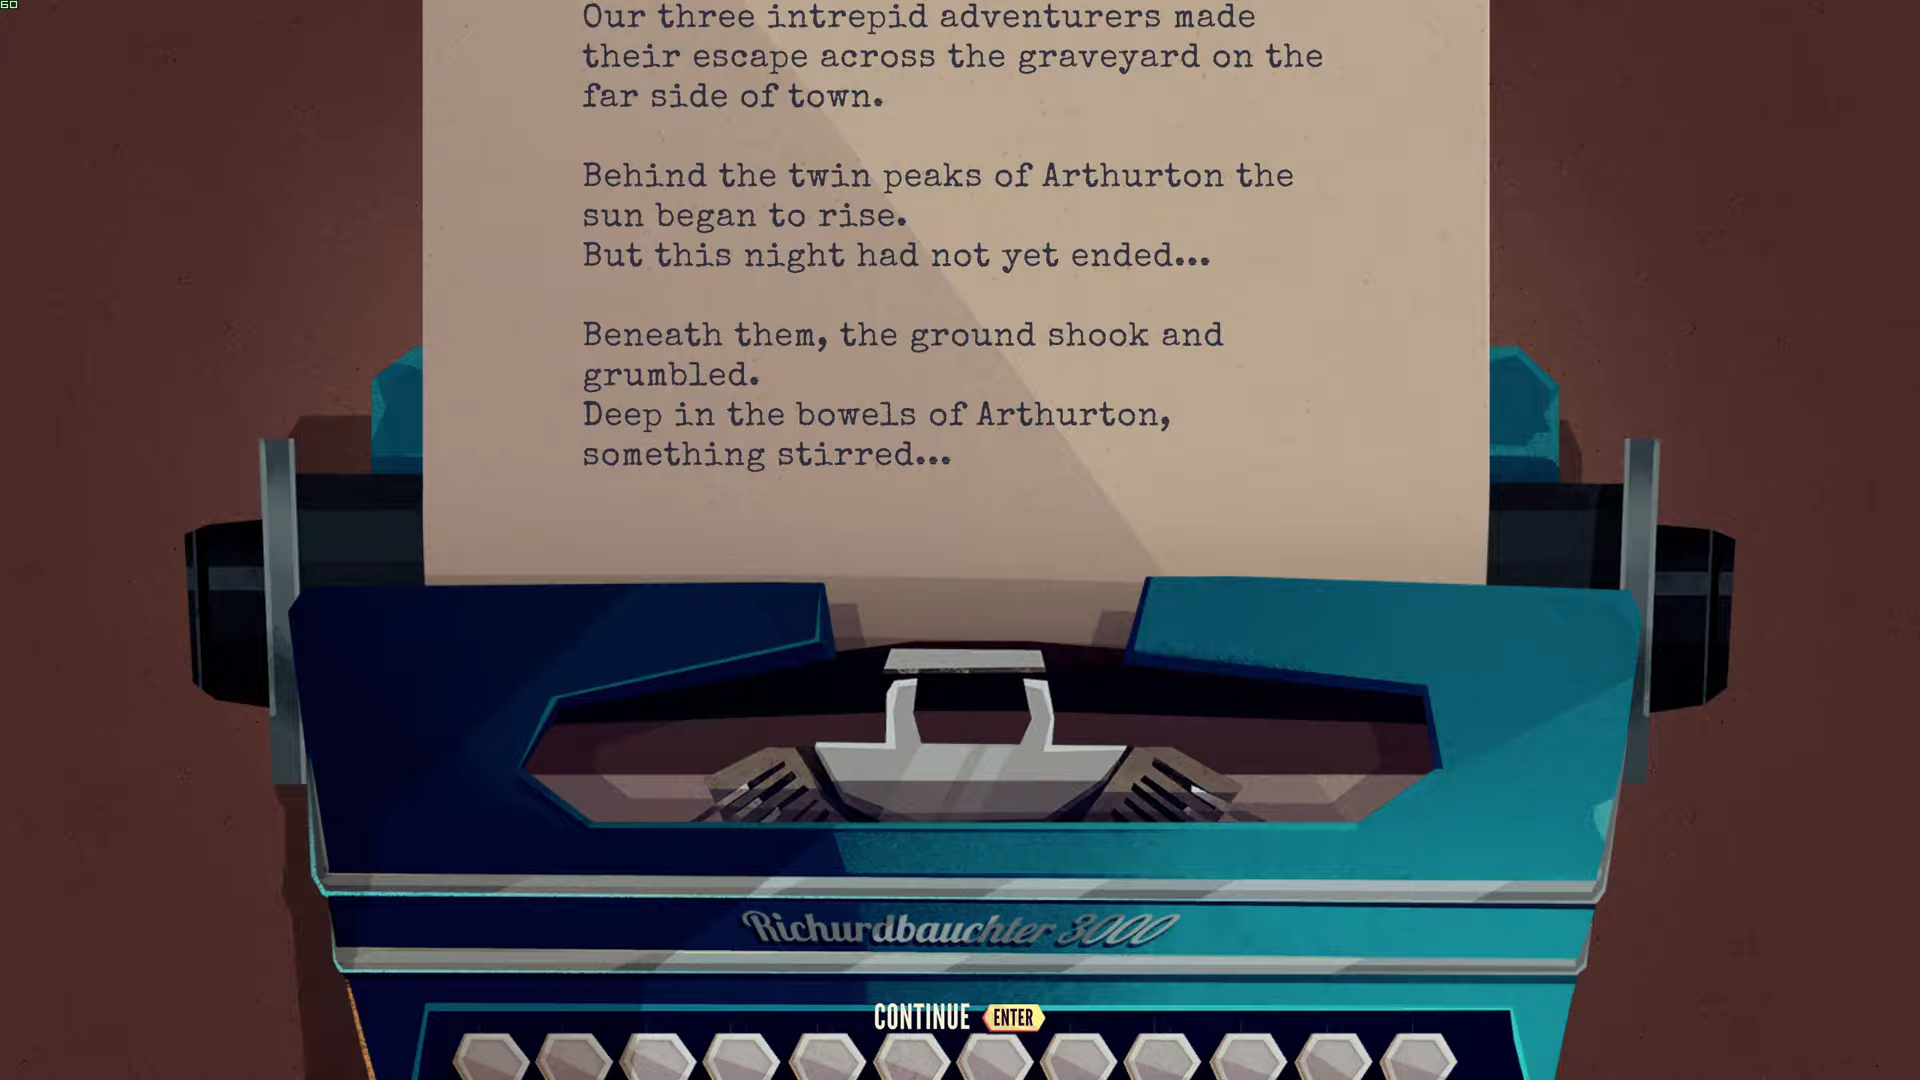 60
Our three intrepid adventurers made
their escape across the graveyard on the
far side of town.
Behind the twin peaks of Arthurton the
sun began to rise.
But this night had not yet ended...
Beneath them, the ground shook and
grumbled.
Deep in the bowels of Arthurton,
something stirred...
Richurdbauchter 3000
CONTINUE ENTER